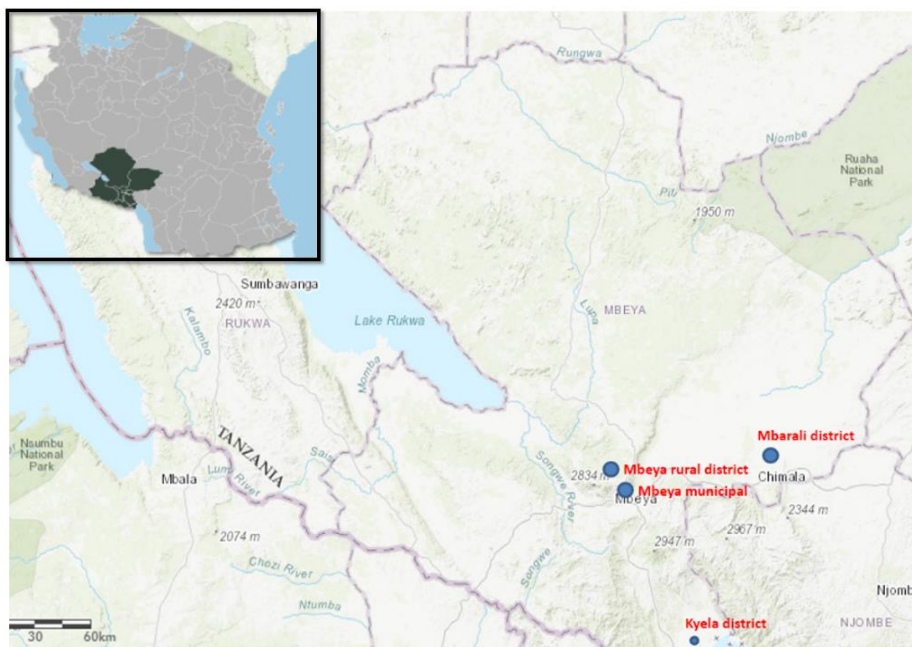 Rungwa
Njombe
Ruaha
National
Park
Piti
1950 m
Sumbawanga
2420 m
RUKWA
Kalambo
Lake Rukwa
Lupa
MBEYA
Momba
TANZANIA
Nsumbu
National
Park
Mbala
Lumi River
Sais
Songwe River
Mbarali district
2834 m
Mbeya rural district
Chimala
Mbeya municipal
Mbeya
2344 m
2074 m
2967 m
2947 m
Chozi River
Songwe
Ntumba
Njomb
Kyela district
NJOMBE
30 60km